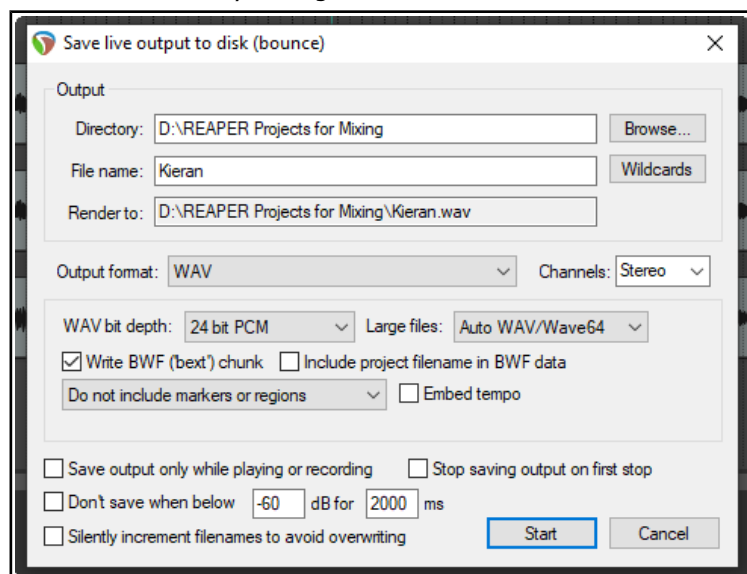 Save live output to disk (bounce)
Output
Directory: D:\REAPER Projects for Mixing Browse...
File name: Kieran Wildcards
Render to: D:\REAPER Projects for Mixing\Kieran.wav
Output format: WAV Channels: Stereo
WAV bit depth: 24 bit PCM Large files: Auto WAV/Wave64
Write BWF ('bext') chunk Include project filename in BWF data
Do not include markers or regions Embed tempo
Save output only while playing or recording Stop saving output on first stop
Don't save when below -60 dB for 2000 ms
Silently increment filenames to avoid overwriting Start Cancel